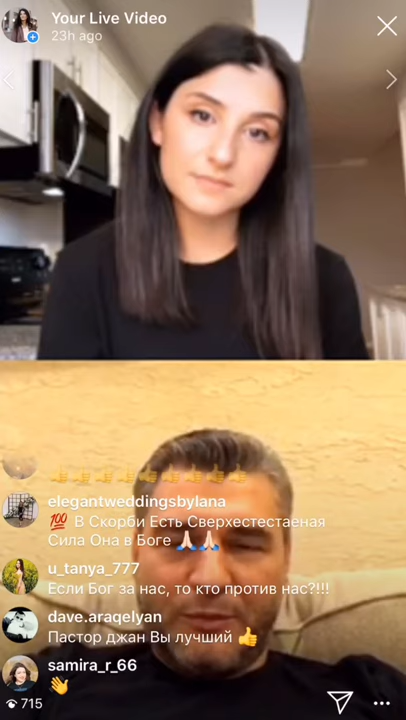 Your Live Video
23h ago
elegantweddingsbylana
💯 В Скорби Есть Сверхестестаеная
Сила Она в Боге 🙏🏻🙏🏻
u_tanya_777
Если Бог за нас, то кто против нас?!!!
dave.araqelyan
Пастор джан Вы лучший 👍
samira_r_66
👋
715